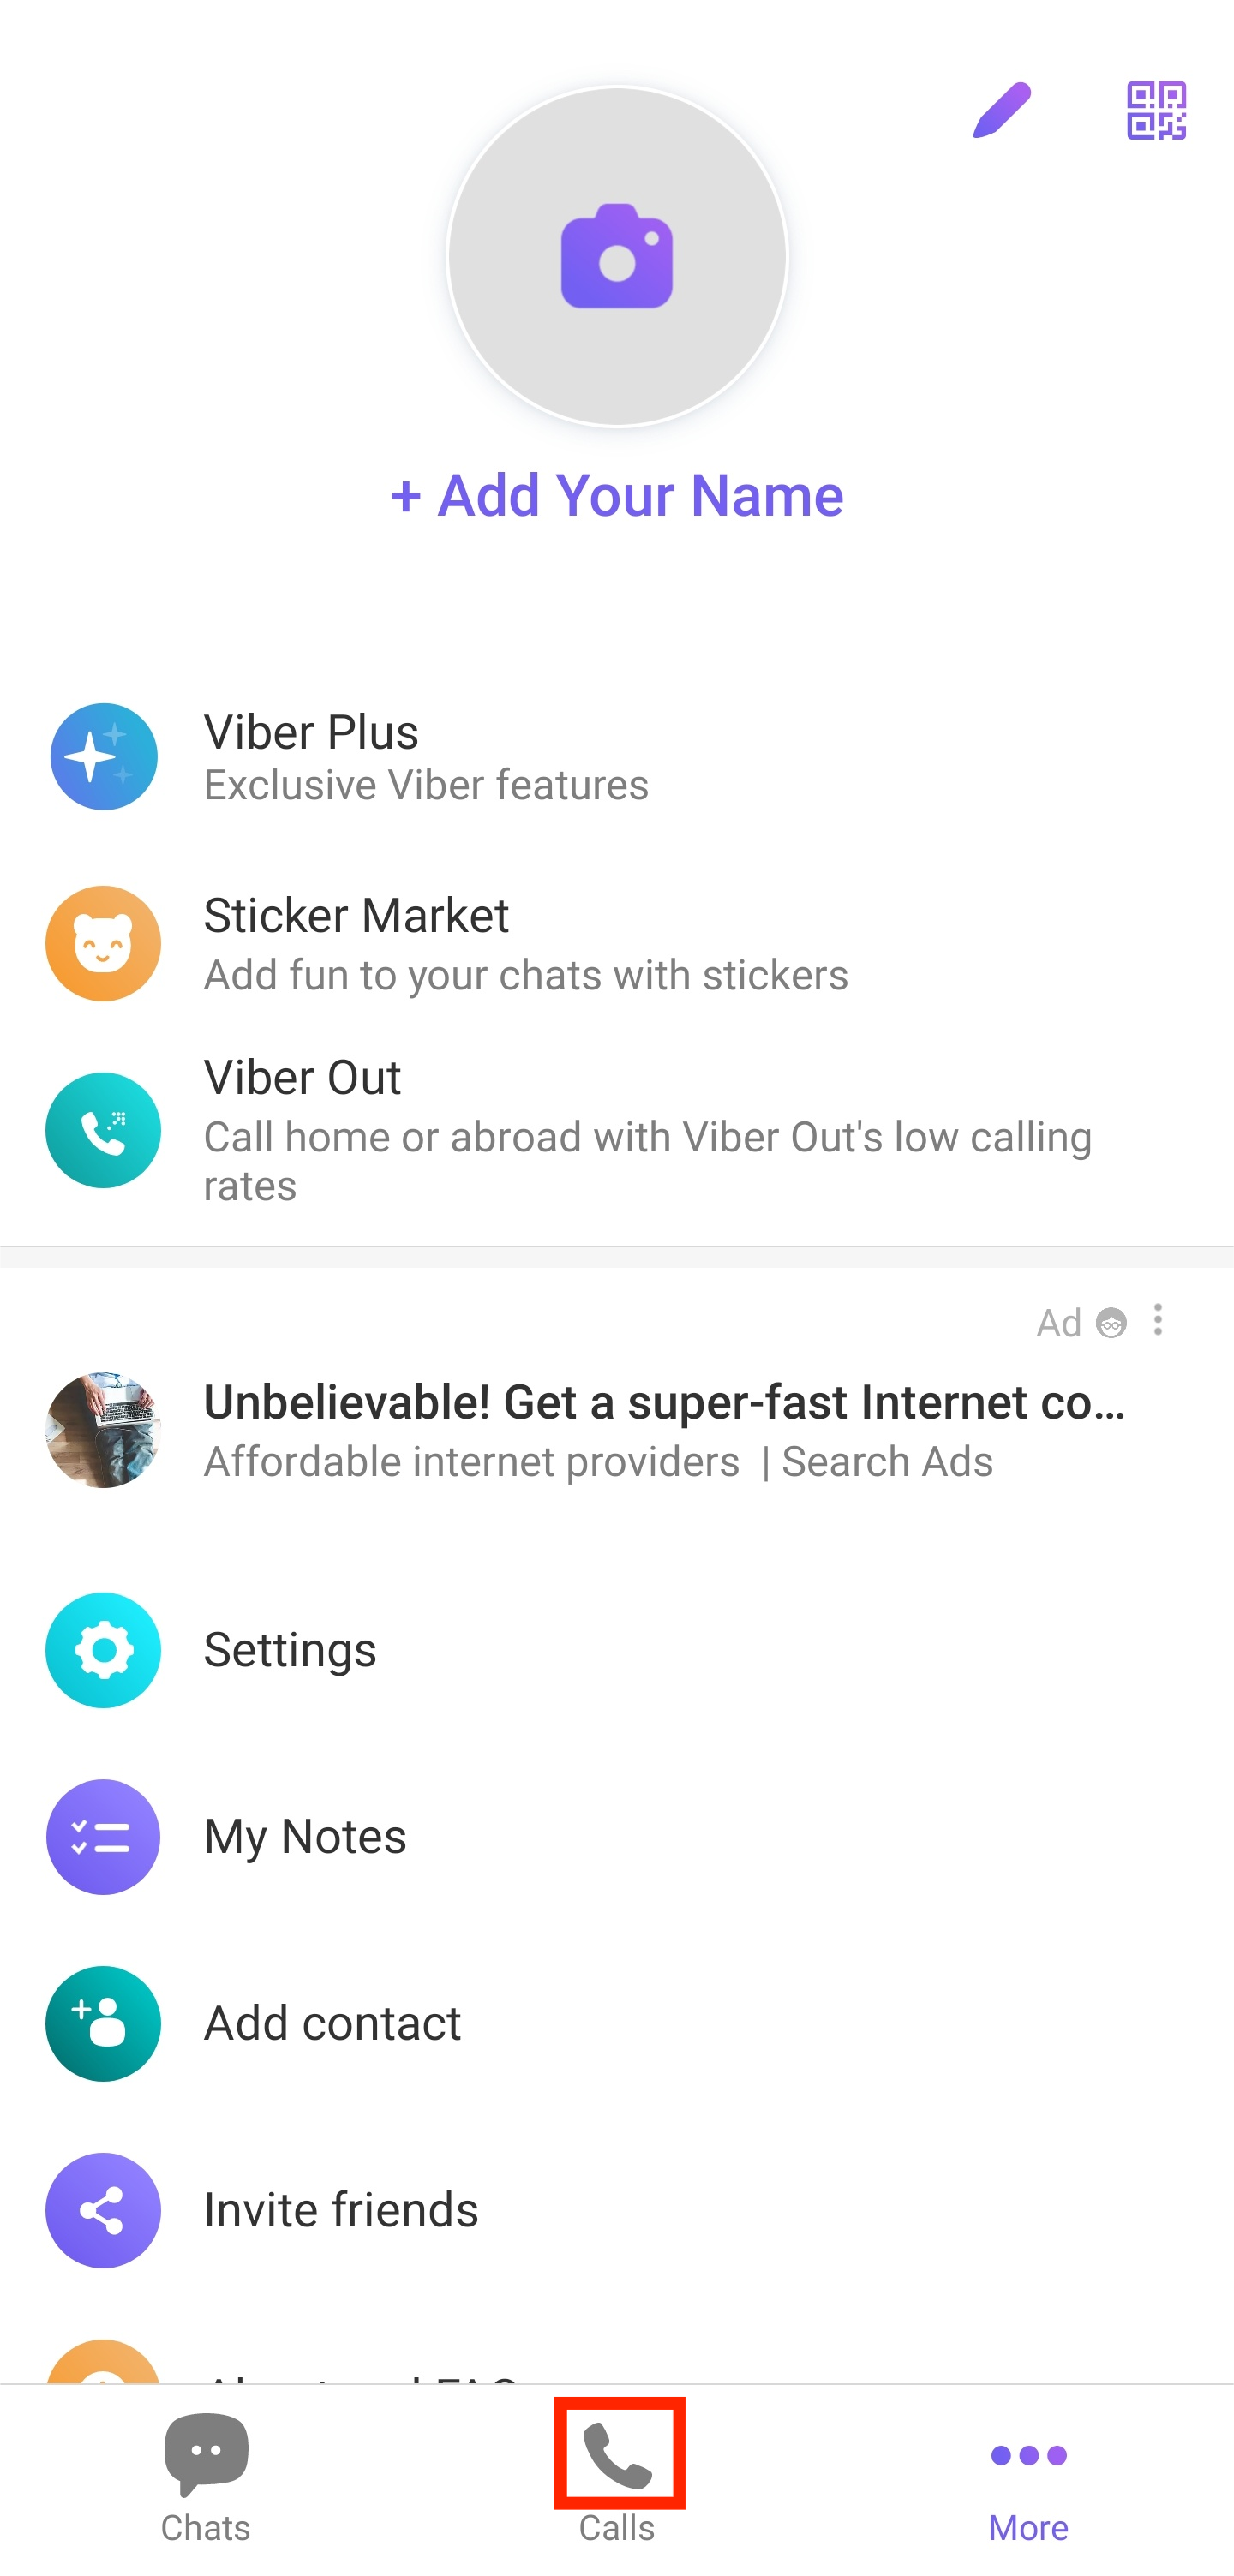 + Add Your Name
Viber Plus
Exclusive Viber features
Sticker Market
Add fun to your chats with stickers
Viber Out
Call home or abroad with Viber Out's low calling
rates
Ad
Unbelievable! Get a super-fast Internet co...
Affordable internet providers | Search Ads
Settings
My Notes
Add contact
Invite friends
Chats
Calls
More